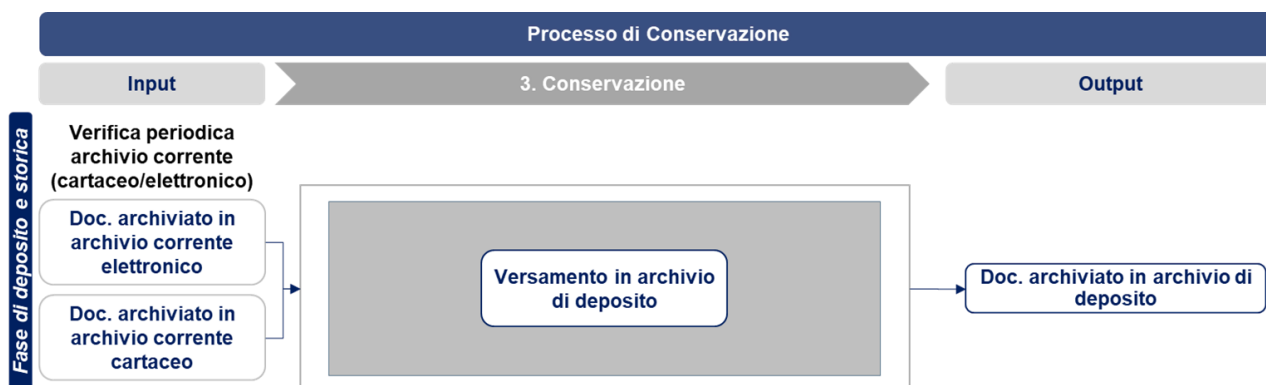 Processo di Conservazione
Input
3. Conservazione
Output
Fase di deposito e storica
Verifica periodica
archivio corrente
(cartaceo/elettronico)
Doc. archiviato in
archivio corrente
elettronico
Doc. archiviato in
archivio corrente
cartaceo
Versamento in archivio
di deposito
Doc. archiviato in archivio di
deposito